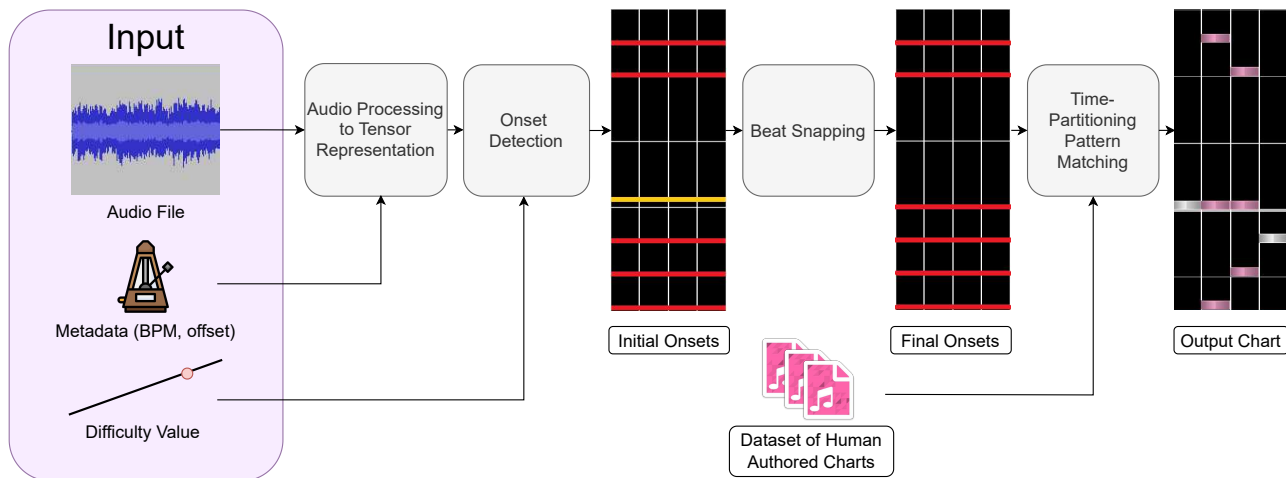 Input
Audio File
Metadata (BPM, offset)
Difficulty Value
Audio Processing
to Tensor
Representation
Onset
Detection
Initial Onsets
Beat Snapping
Final Onsets
Dataset of Human
Authored Charts
Time-
Partitioning
Pattern
Matching
Output Chart